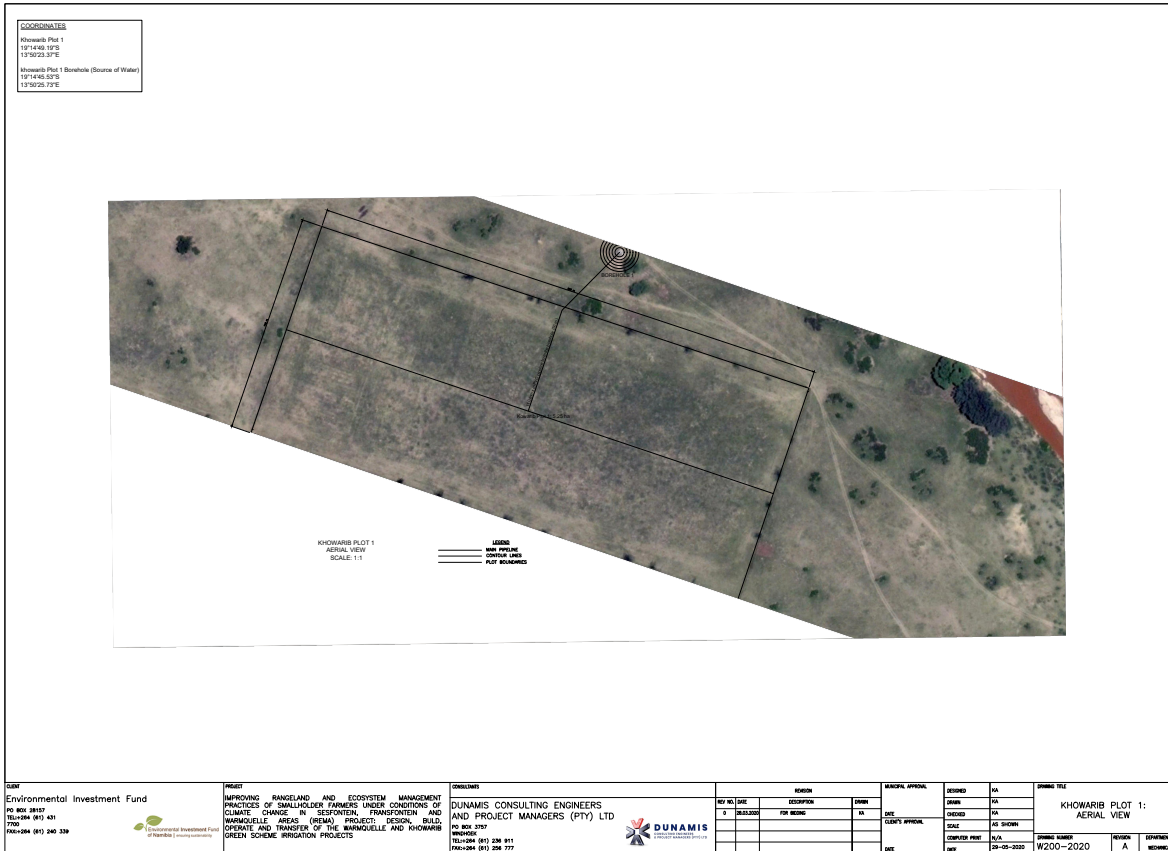 COORDINATES
Khowarib Plot 1
19°14'49.19"S
13°50'23.37"E
khowarib Plot 1 Borehole (Source of Water)
19°14'45.53"S
13°50'25.73"E
BOREHOLE 1
KHOWARIB PLOT 1
AERIAL VIEW
SCALE: 1:1
LEGEND
MAIN PIPELINE
CONTOUR LINES
PLOT BOUNDARIES
CLIENT
Environmental Investment Fund
PO BOX 28157
TEL:+264 (61) 431
7700
FAX:+264 (61) 240 339
Environmental Investment Fund
of Namibia | ensuring sustainability
PROJECT
IMPROVING RANGELAND AND ECOSYSTEM MANAGEMENT
PRACTICES OF SMALLHOLDER FARMERS UNDER CONDITIONS OF
CLIMATE CHANGE IN SESFONTEIN, FRANSFONTEIN AND
WARMQUELLE AREAS (IREMA) PROJECT: DESIGN, BUILD,
OPERATE AND TRANSFER OF THE WARMQUELLE AND KHOWARIB
GREEN SCHEME IRRIGATION PROJECTS
CONSULTANTS
DUNAMIS CONSULTING ENGINEERS
AND PROJECT MANAGERS (PTY) LTD
PO BOX 3757
WINDHOEK
TEL:+264 (61) 236 911
FAX:+264 (61) 256 777
DUNAMIS
CONSULTING ENGINEERS
& PROJECT MANAGERS (PTY) LTD
REVISION
REV NO. DATE DESCRIPTION DRAWN
0 28.03.2020 FOR BIDDING KA
MUNICIPAL APPROVAL
DATE
CLIENT'S APPROVAL
DATE
DESIGNED KA
DRAWN KA
CHECKED KA
SCALE AS SHOWN
COMPUTER PRINT N/A
DATE 29-05-2020
DRAWING TITLE
KHOWARIB PLOT 1:
AERIAL VIEW
DRAWING NUMBER REVISION
W200-2020 A